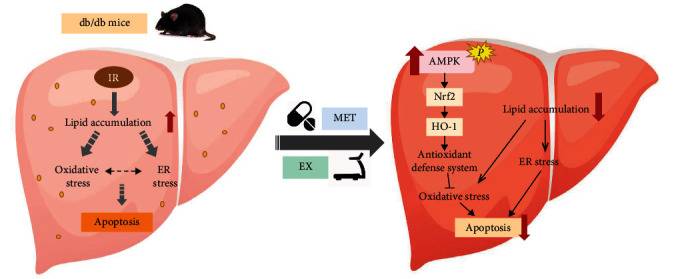 db/db mice
IR
Lipid accumulation
Oxidative
stress
ER
stress
Apoptosis
MET
EX
P
AMPK
Nrf2
HO-1
Antioxidant
defense system
Oxidative stress
Lipid accumulation
ER stress
Apoptosis